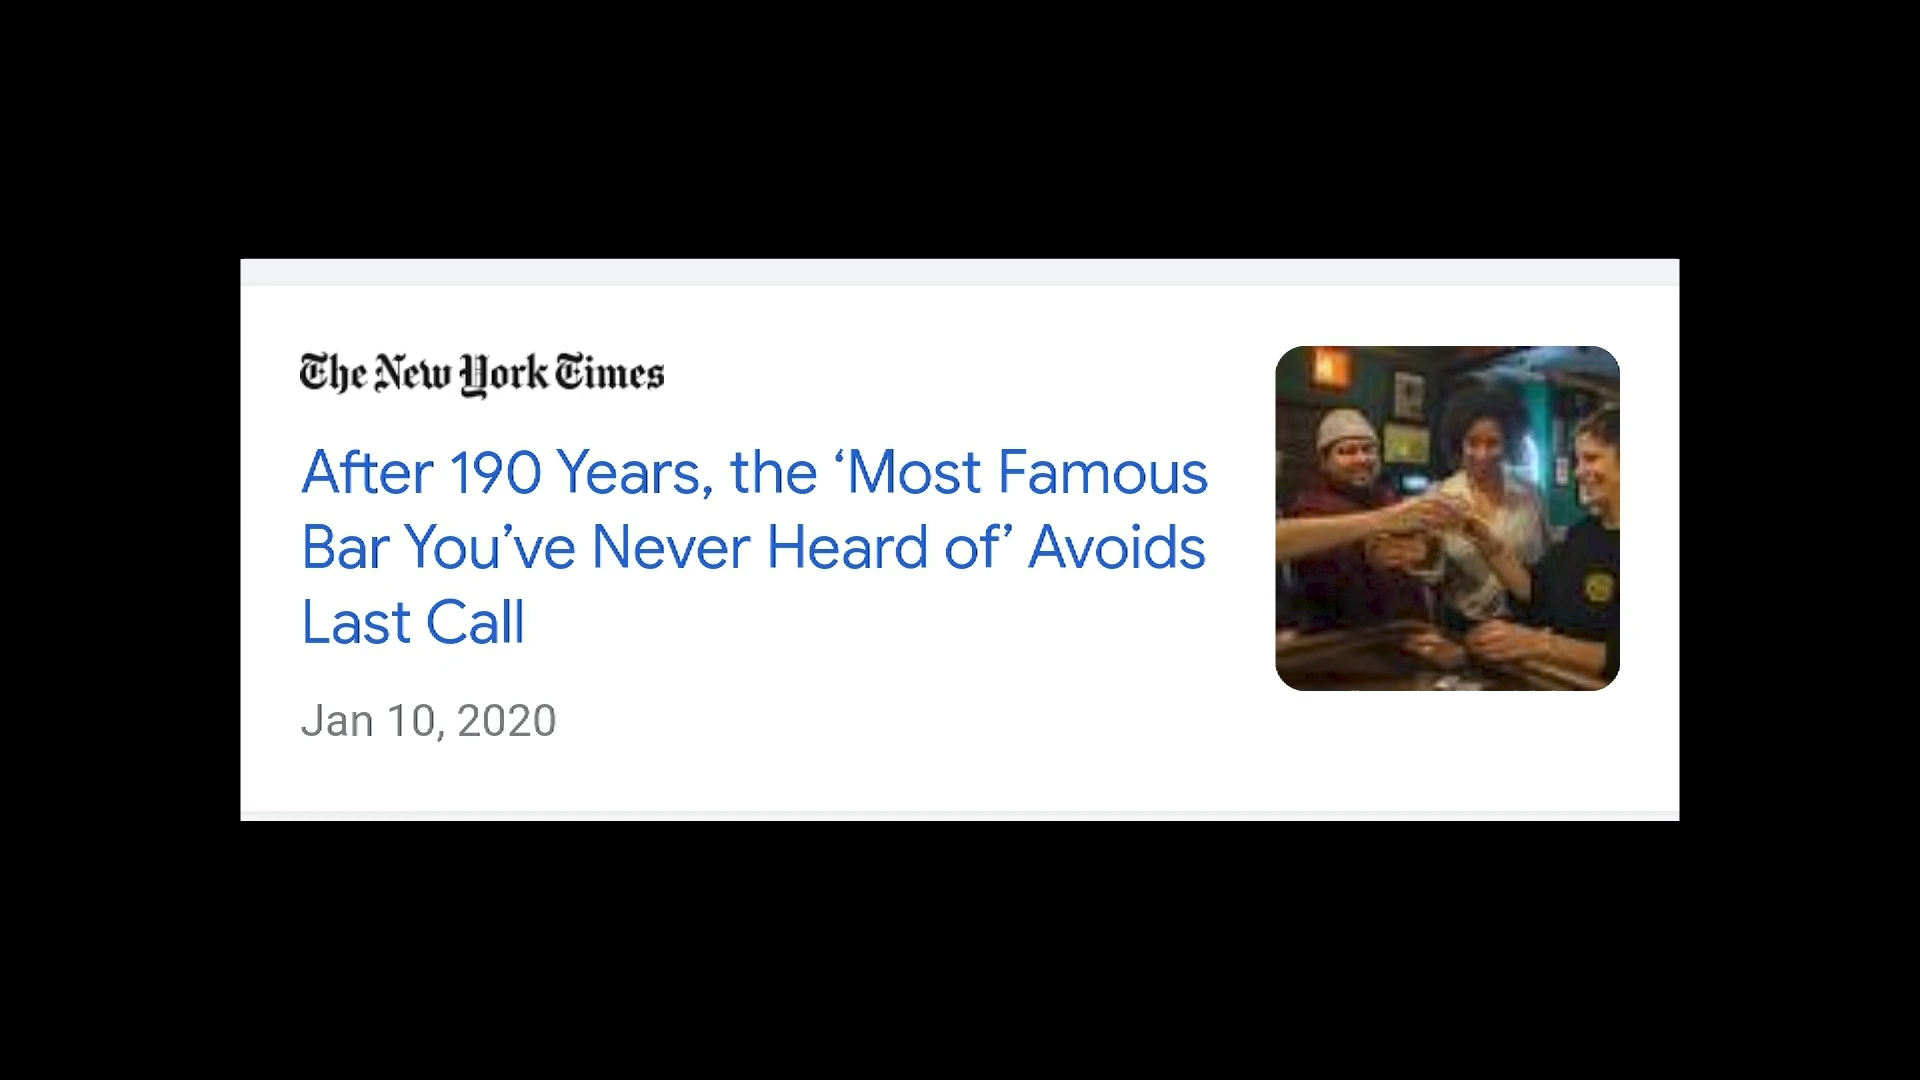 The New York Times
After 190 Years, the ‘Most Famous
Bar You’ve Never Heard of’ Avoids
Last Call
Jan 10, 2020